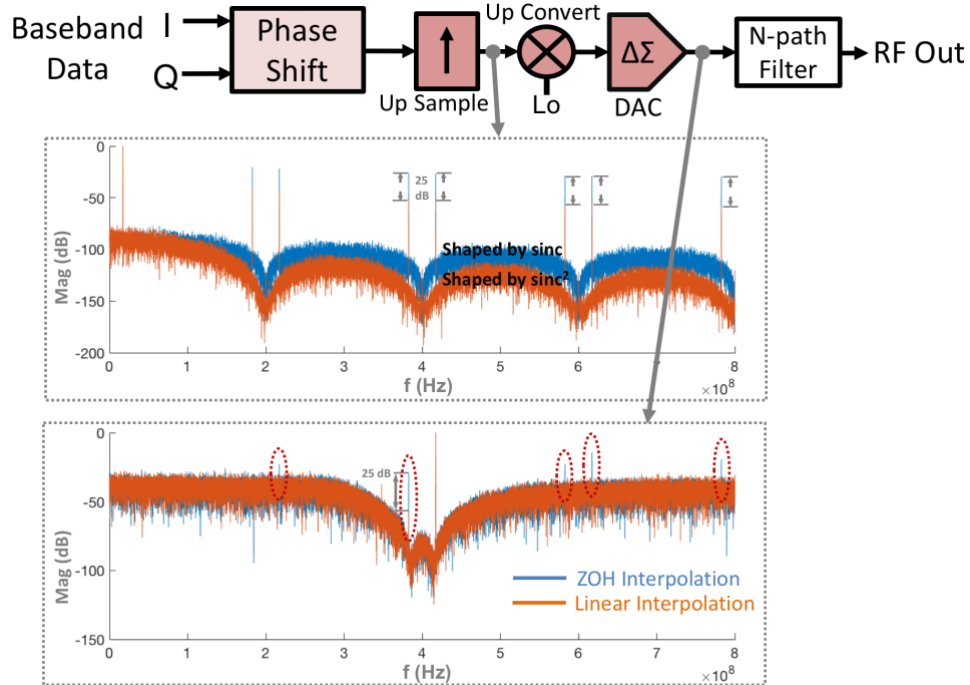 Baseband Data
I
Q
Phase Shift
Up Sample
Up Convert
Lo
ΔΣ
DAC
N-path Filter
RF Out
0
-50
-100
-150
-200
Mag (dB)
25 dB
Shaped by sinc
Shaped by sinc²
0 1 2 3 4 5 6 7 8
f (Hz)
×10⁸
0
-50
-100
-150
Mag (dB)
25 dB
ZOH Interpolation
Linear Interpolation
0 1 2 3 4 5 6 7 8
f (Hz)
×10⁸